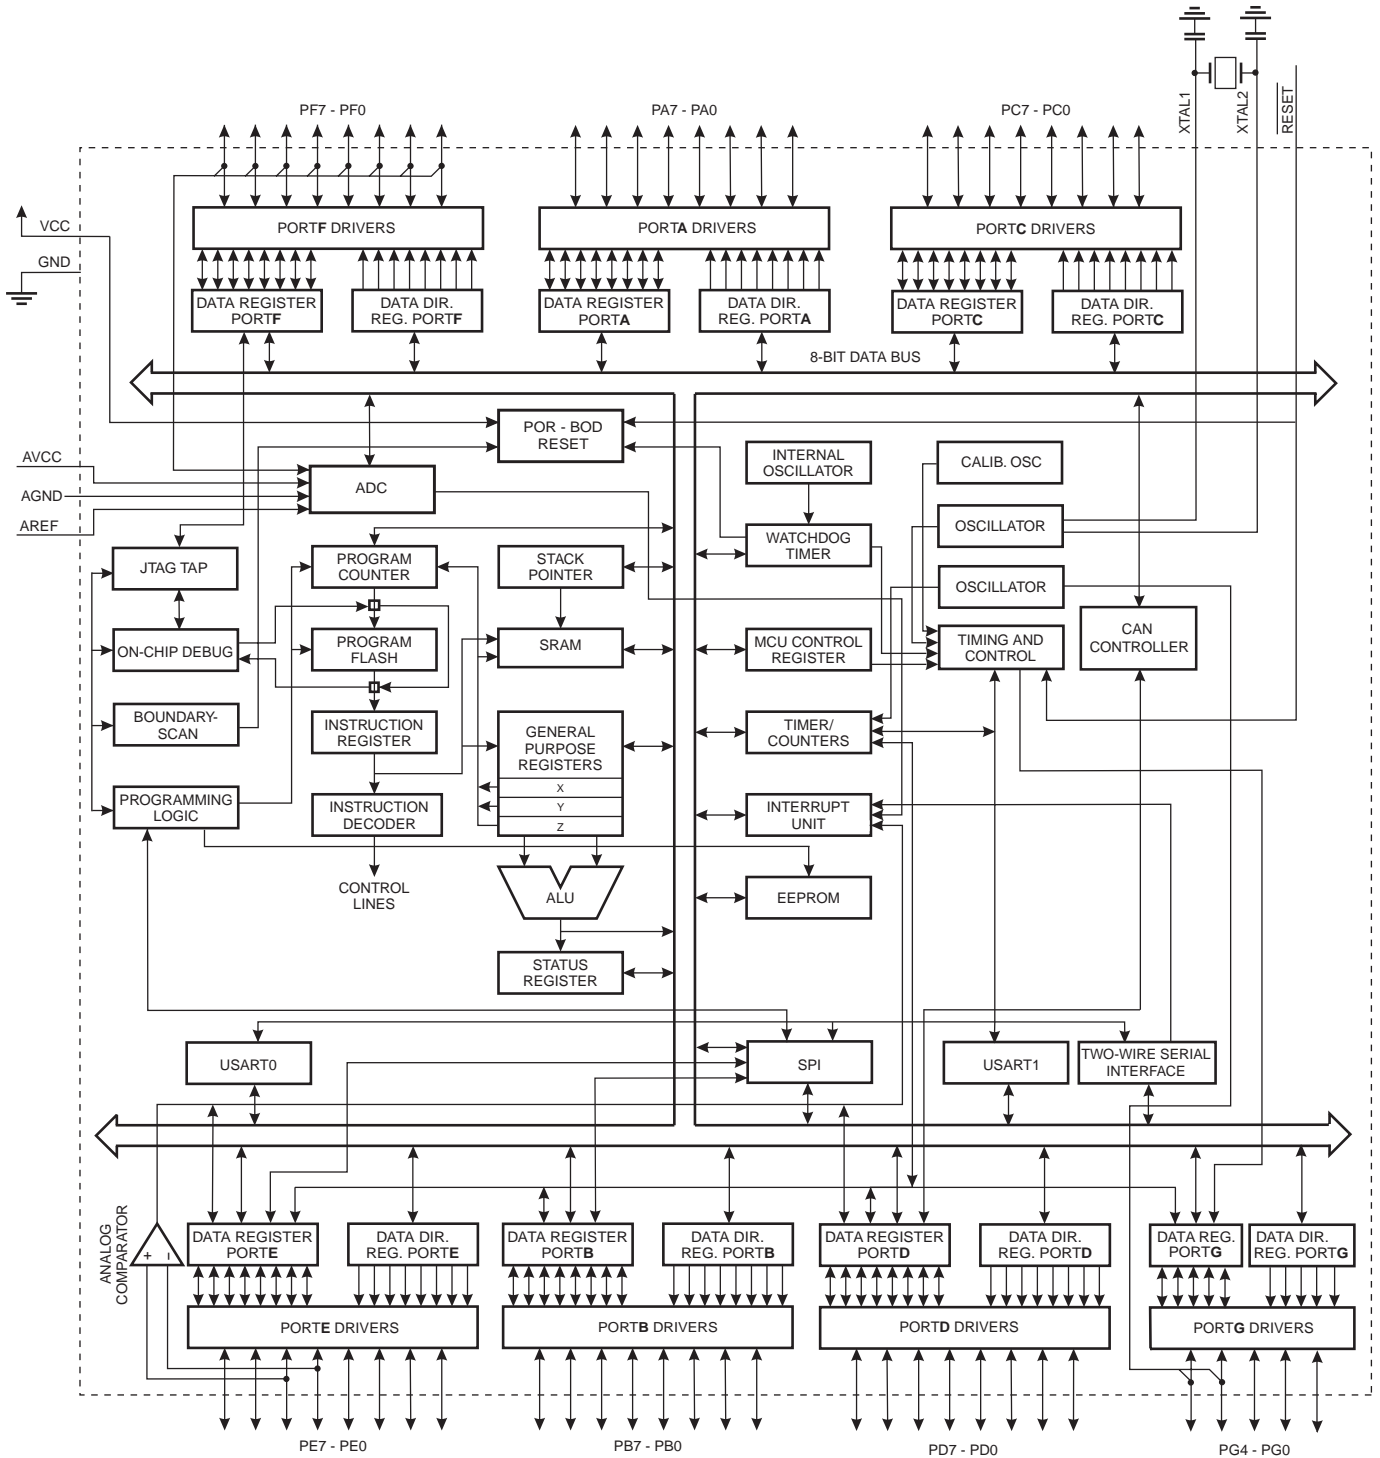 XTAL1
XTAL2
RESET
PF7 - PF0
PA7 - PA0
PC7 - PC0
VCC
GND
PORTF DRIVERS
PORTA DRIVERS
PORTC DRIVERS
DATA REGISTER
PORTF
DATA DIR.
REG. PORTF
DATA REGISTER
PORTA
DATA DIR.
REG. PORTA
DATA REGISTER
PORTC
DATA DIR.
REG. PORTC
8-BIT DATA BUS
POR - BOD
RESET
INTERNAL
OSCILLATOR
CALIB. OSC
AVCC
AGND
AREF
ADC
OSCILLATOR
WATCHDOG
TIMER
JTAG TAP
PROGRAM
COUNTER
STACK
POINTER
OSCILLATOR
ON-CHIP DEBUG
PROGRAM
FLASH
SRAM
MCU CONTROL
REGISTER
TIMING AND
CONTROL
CAN
CONTROLLER
BOUNDARY-
SCAN
INSTRUCTION
REGISTER
GENERAL
PURPOSE
REGISTERS
X
Y
Z
TIMER/
COUNTERS
PROGRAMMING
LOGIC
INSTRUCTION
DECODER
INTERRUPT
UNIT
CONTROL
LINES
ALU
EEPROM
STATUS
REGISTER
USART0
SPI
USART1
TWO-WIRE SERIAL
INTERFACE
ANALOG
COMPARATOR
+
–
DATA REGISTER
PORTE
DATA DIR.
REG. PORTE
DATA REGISTER
PORTB
DATA DIR.
REG. PORTB
DATA REGISTER
PORTD
DATA DIR.
REG. PORTD
DATA REG.
PORTG
DATA DIR.
REG. PORTG
PORTE DRIVERS
PORTB DRIVERS
PORTD DRIVERS
PORTG DRIVERS
PE7 - PE0
PB7 - PB0
PD7 - PD0
PG4 - PG0